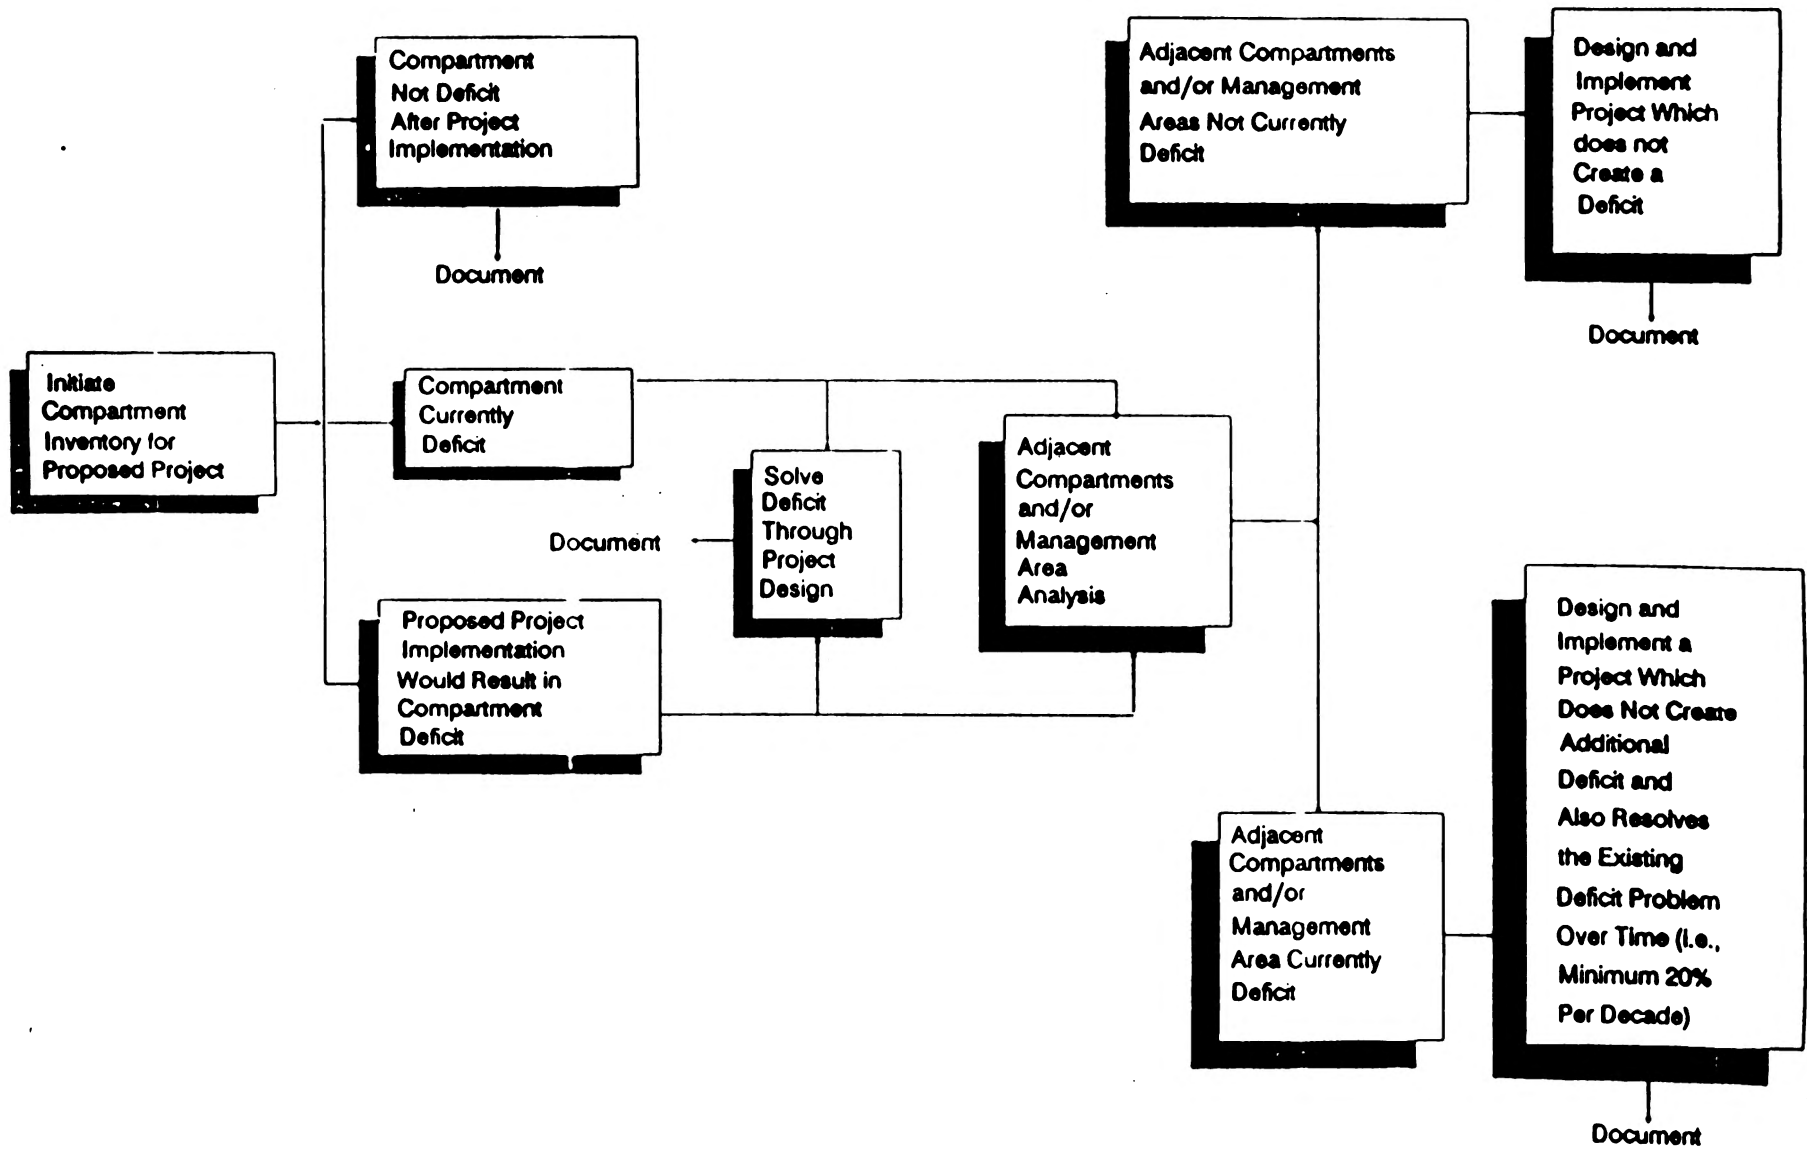 Compartment
Not Deficit
After Project
Implementation
Document
Initiate
Compartment
Inventory for
Proposed Project
Compartment
Currently
Deficit
Proposed Project
Implementation
Would Result in
Compartment
Deficit
Solve
Deficit
Through
Project
Design
Document
Adjacent
Compartments
and/or
Management
Area
Analysis
Adjacent Compartments
and/or Management
Areas Not Currently
Deficit
Design and
Implement
Project Which
does not
Create a
Deficit
Document
Adjacent
Compartments
and/or
Management
Area Currently
Deficit
Design and
Implement a
Project Which
Does Not Create
Additional
Deficit and
Also Resolves
the Existing
Deficit Problem
Over Time (i.e.,
Minimum 20%
Per Decade)
Document